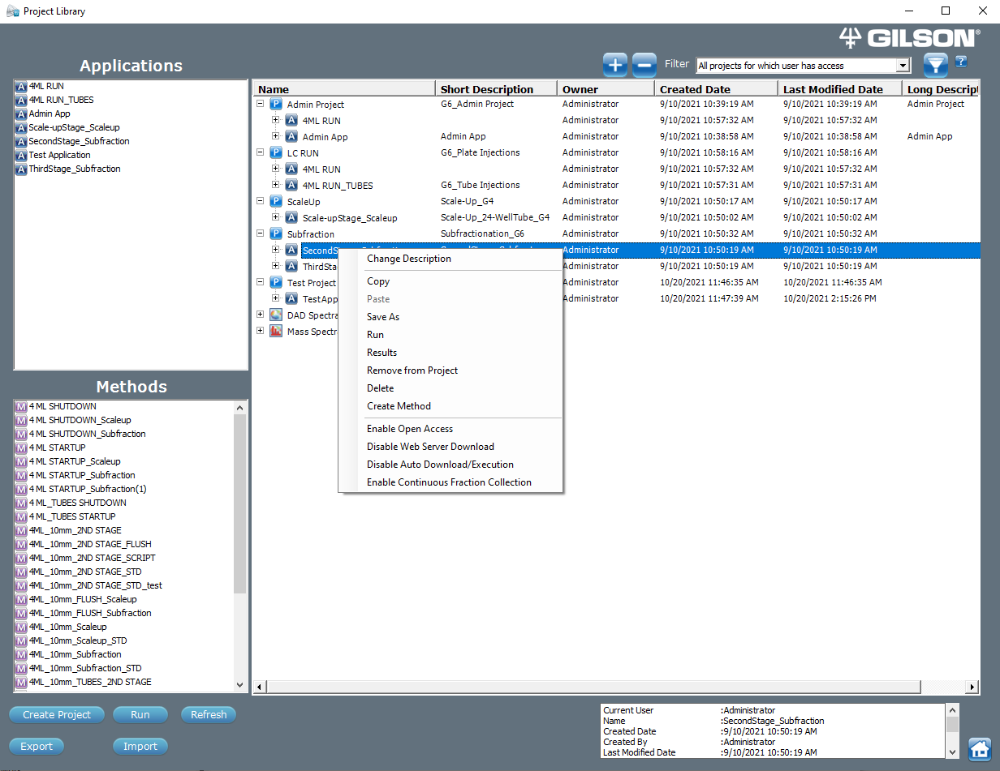 Project Library
GILSON®
Applications
Filter All projects for which user has access ?
A 4ML RUN
A 4ML RUN_TUBES
A Admin App
A Scale-upStage_Scaleup
A SecondStage_Subfraction
A Test Application
A ThirdStage_Subfraction
Name Short Description Owner Created Date Last Modified Date Long Descript
P Admin Project G6_Admin Project Administrator 9/10/2021 10:39:19 AM 9/10/2021 10:39:19 AM Admin Project
A 4ML RUN Administrator 9/10/2021 10:57:32 AM 9/10/2021 10:57:32 AM
A Admin App Admin App Administrator 9/10/2021 10:38:58 AM 9/10/2021 10:38:58 AM Admin App
P LC RUN G6_Plate Injections Administrator 9/10/2021 10:58:16 AM 9/10/2021 10:58:16 AM
A 4ML RUN Administrator 9/10/2021 10:57:32 AM 9/10/2021 10:57:32 AM
A 4ML RUN_TUBES G6_Tube Injections Administrator 9/10/2021 10:57:31 AM 9/10/2021 10:57:31 AM
P ScaleUp Scale-Up_G4 Administrator 9/10/2021 10:50:17 AM 9/10/2021 10:50:17 AM
A Scale-upStage_Scaleup Scale-Up_24-WellTube_G4 Administrator 9/10/2021 10:50:02 AM 9/10/2021 10:50:02 AM
P Subfraction Subfractionation_G6 Administrator 9/10/2021 10:50:32 AM 9/10/2021 10:50:32 AM
A SecondSt Administrator 9/10/2021 10:50:19 AM 9/10/2021 10:50:19 AM
A ThirdSta Administrator 9/10/2021 10:50:19 AM 9/10/2021 10:50:19 AM
P Test Project Administrator 10/20/2021 11:46:35 AM 10/20/2021 11:46:35 AM
A TestApp Administrator 10/20/2021 11:47:39 AM 10/20/2021 2:15:26 PM
DAD Spectra
Mass Spectr
Change Description
Copy
Paste
Save As
Run
Results
Remove from Project
Delete
Create Method
Enable Open Access
Disable Web Server Download
Disable Auto Download/Execution
Enable Continuous Fraction Collection
Methods
M 4 ML SHUTDOWN
M 4 ML SHUTDOWN_Scaleup
M 4 ML SHUTDOWN_Subfraction
M 4 ML STARTUP
M 4 ML STARTUP_Scaleup
M 4 ML STARTUP_Subfraction
M 4 ML STARTUP_Subfraction(1)
M 4 ML_TUBES SHUTDOWN
M 4 ML_TUBES STARTUP
M 4ML_10mm_2ND STAGE
M 4ML_10mm_2ND STAGE_FLUSH
M 4ML_10mm_2ND STAGE_SCRIPT
M 4ML_10mm_2ND STAGE_STD
M 4ML_10mm_2ND STAGE_STD_test
M 4ML_10mm_FLUSH_Scaleup
M 4ML_10mm_FLUSH_Subfraction
M 4ML_10mm_Scaleup
M 4ML_10mm_Scaleup_STD
M 4ML_10mm_Subfraction
M 4ML_10mm_Subfraction_STD
M 4ML_10mm_TUBES_2ND STAGE
Create Project Run Refresh
Export Import
Current User :Administrator
Name :SecondStage_Subfraction
Created Date :9/10/2021 10:50:19 AM
Created By :Administrator
Last Modified Date :9/10/2021 10:50:19 AM